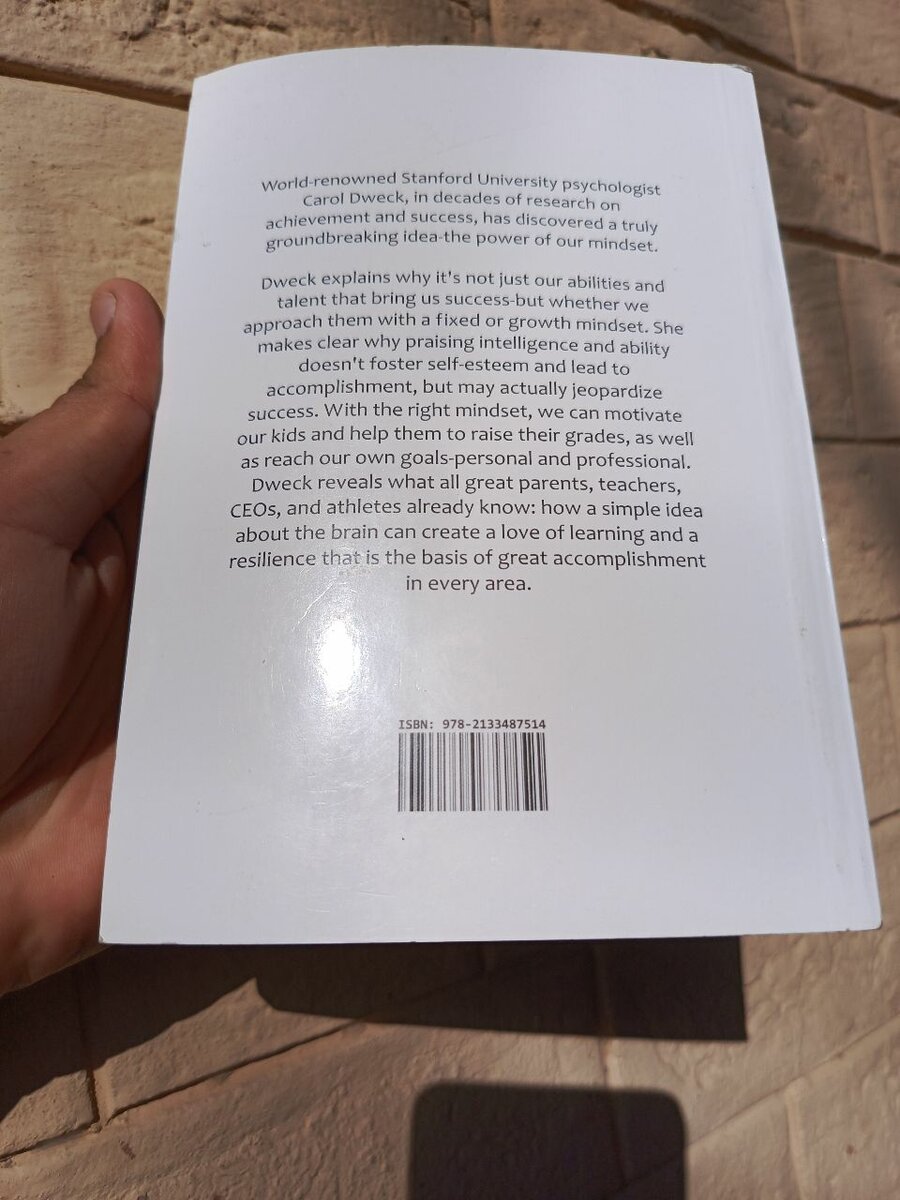 World-renowned Stanford University psychologist
Carol Dweck, in decades of research on
achievement and success, has discovered a truly
groundbreaking idea-the power of our mindset.
Dweck explains why it's not just our abilities and
talent that bring us success-but whether we
approach them with a fixed or growth mindset. She
makes clear why praising intelligence and ability
doesn't foster self-esteem and lead to
accomplishment, but may actually jeopardize
success. With the right mindset, we can motivate
our kids and help them to raise their grades, as well
as reach our own goals-personal and professional.
Dweck reveals what all great parents, teachers,
CEOs, and athletes already know: how a simple idea
about the brain can create a love of learning and a
resilience that is the basis of great accomplishment
in every area.
ISBN: 978-2133487514